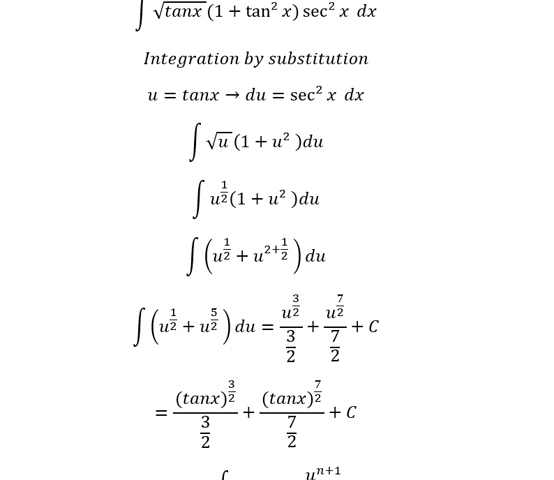 ∫ √tanx (1 + tan² x) sec² x dx
Integration by substitution
u = tanx → du = sec² x dx
∫ √u (1 + u² )du
∫ u^(1/2)(1 + u² )du
∫ (u^(1/2) + u^(2+1/2)) du
∫ (u^(1/2) + u^(5/2)) du = u^(3/2)/(3/2) + u^(7/2)/(7/2) + C
= (tanx)^(3/2)/(3/2) + (tanx)^(7/2)/(7/2) + C
∫ u^(n+1)